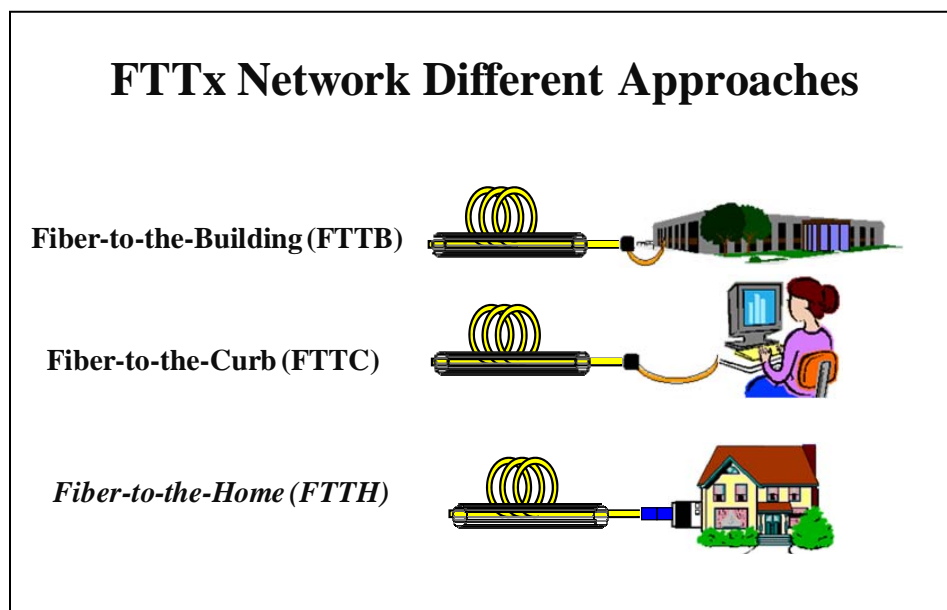 FTTx Network Different Approaches
Fiber-to-the-Building (FTTB)
Fiber-to-the-Curb (FTTC)
Fiber-to-the-Home (FTTH)